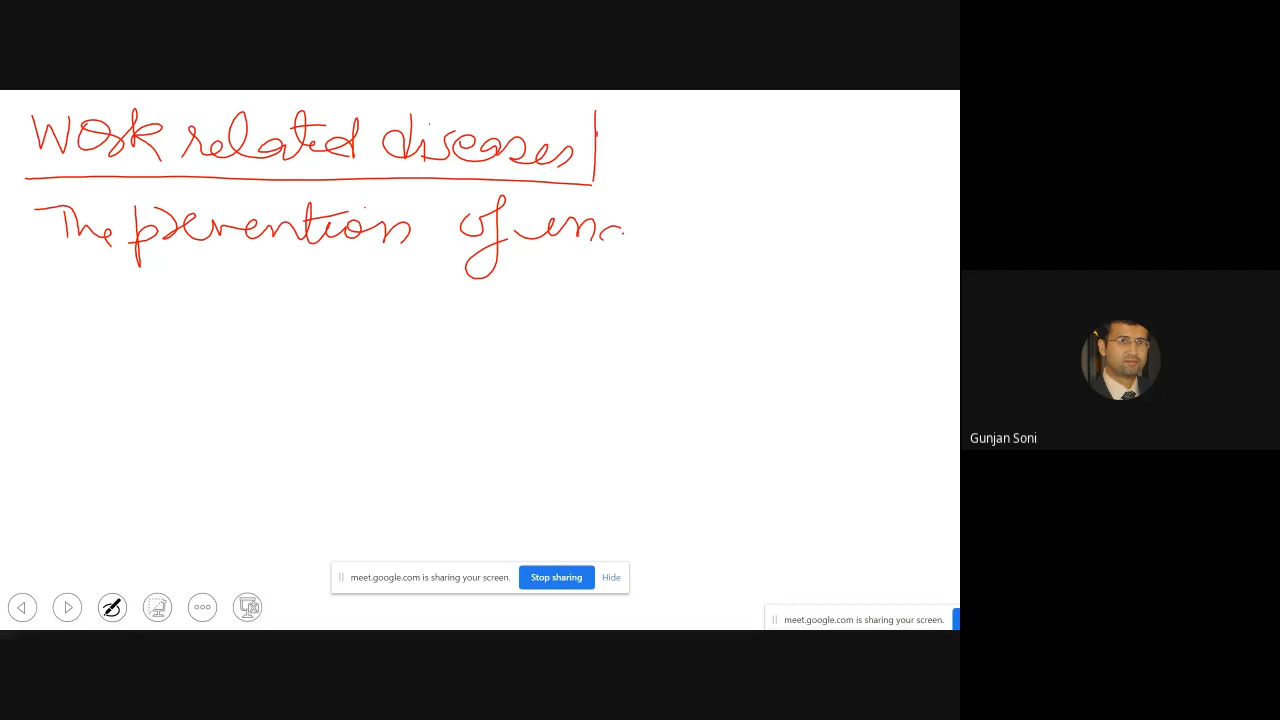 Work related diseases
The prevention of
Gunjan Soni
meet.google.com is sharing your screen. Stop sharing Hide
meet.google.com is sharing your screen.